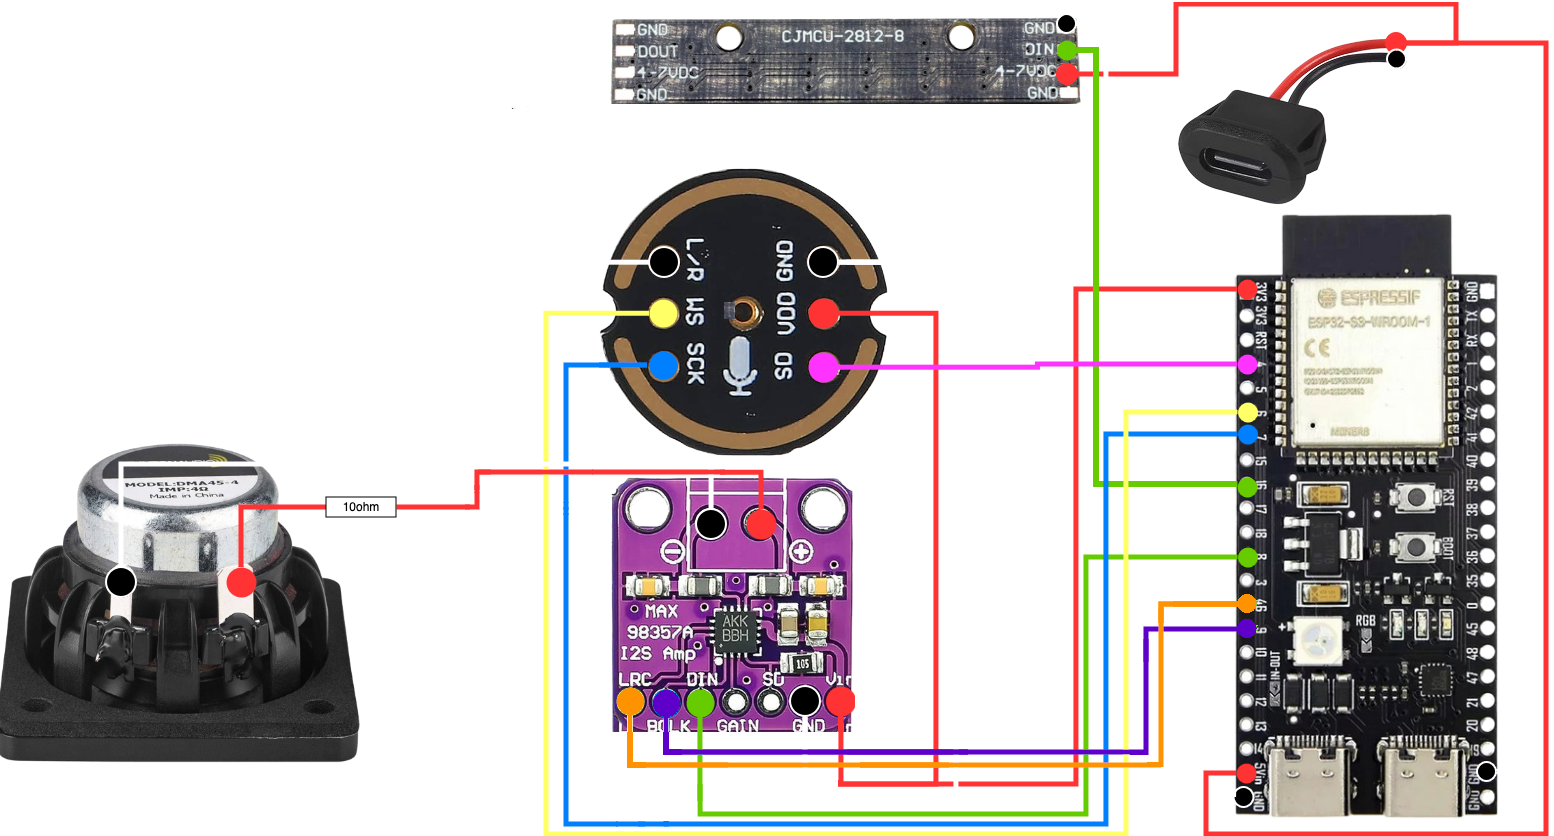 GND
DOUT
4-7VDC
GND
CJMCU-2812-8
GND
DIN
4-7VDC
GND
L/R
WS
SCK
GND
VDD
SD
MODEL:DMA45-4
IMP:4Ω
Made in China
10ohm
MAX
98357A
I2S Amp
AKK
BBH
105
LRC
BCLK
DIN
GAIN
SD
GND
Vin
ESPRESSIF
ESP32-S3-WROOM-1
CE
3V3
3V3
RST
4
5
6
7
15
16
17
18
8
3
46
9
10
11
12
13
14
5Vin
GND
GND
TX
RX
1
2
42
41
40
39
38
37
36
35
0
45
48
47
21
20
19
GND
GND
RST
BOOT
RGB
IN-OUT